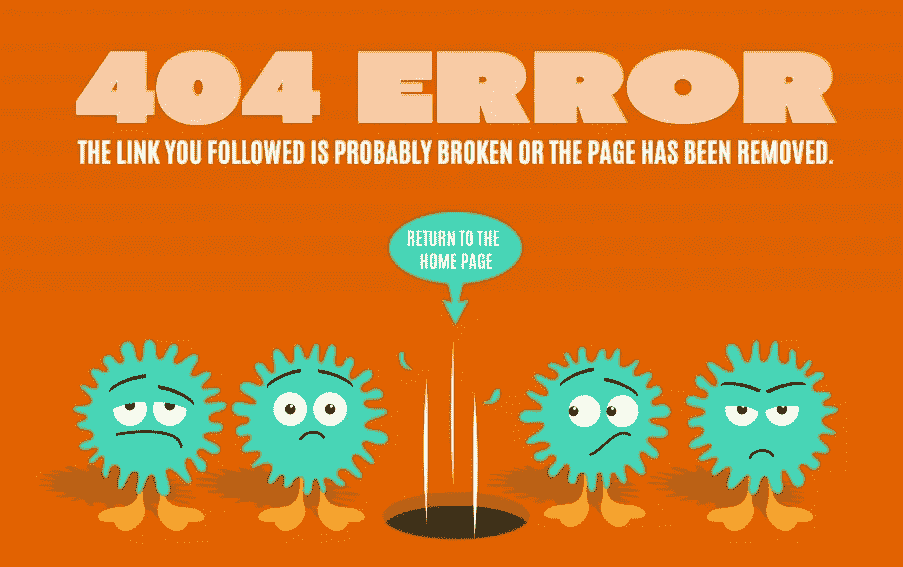 404 ERROR
THE LINK YOU FOLLOWED IS PROBABLY BROKEN OR THE PAGE HAS BEEN REMOVED.
RETURN TO THE
HOME PAGE